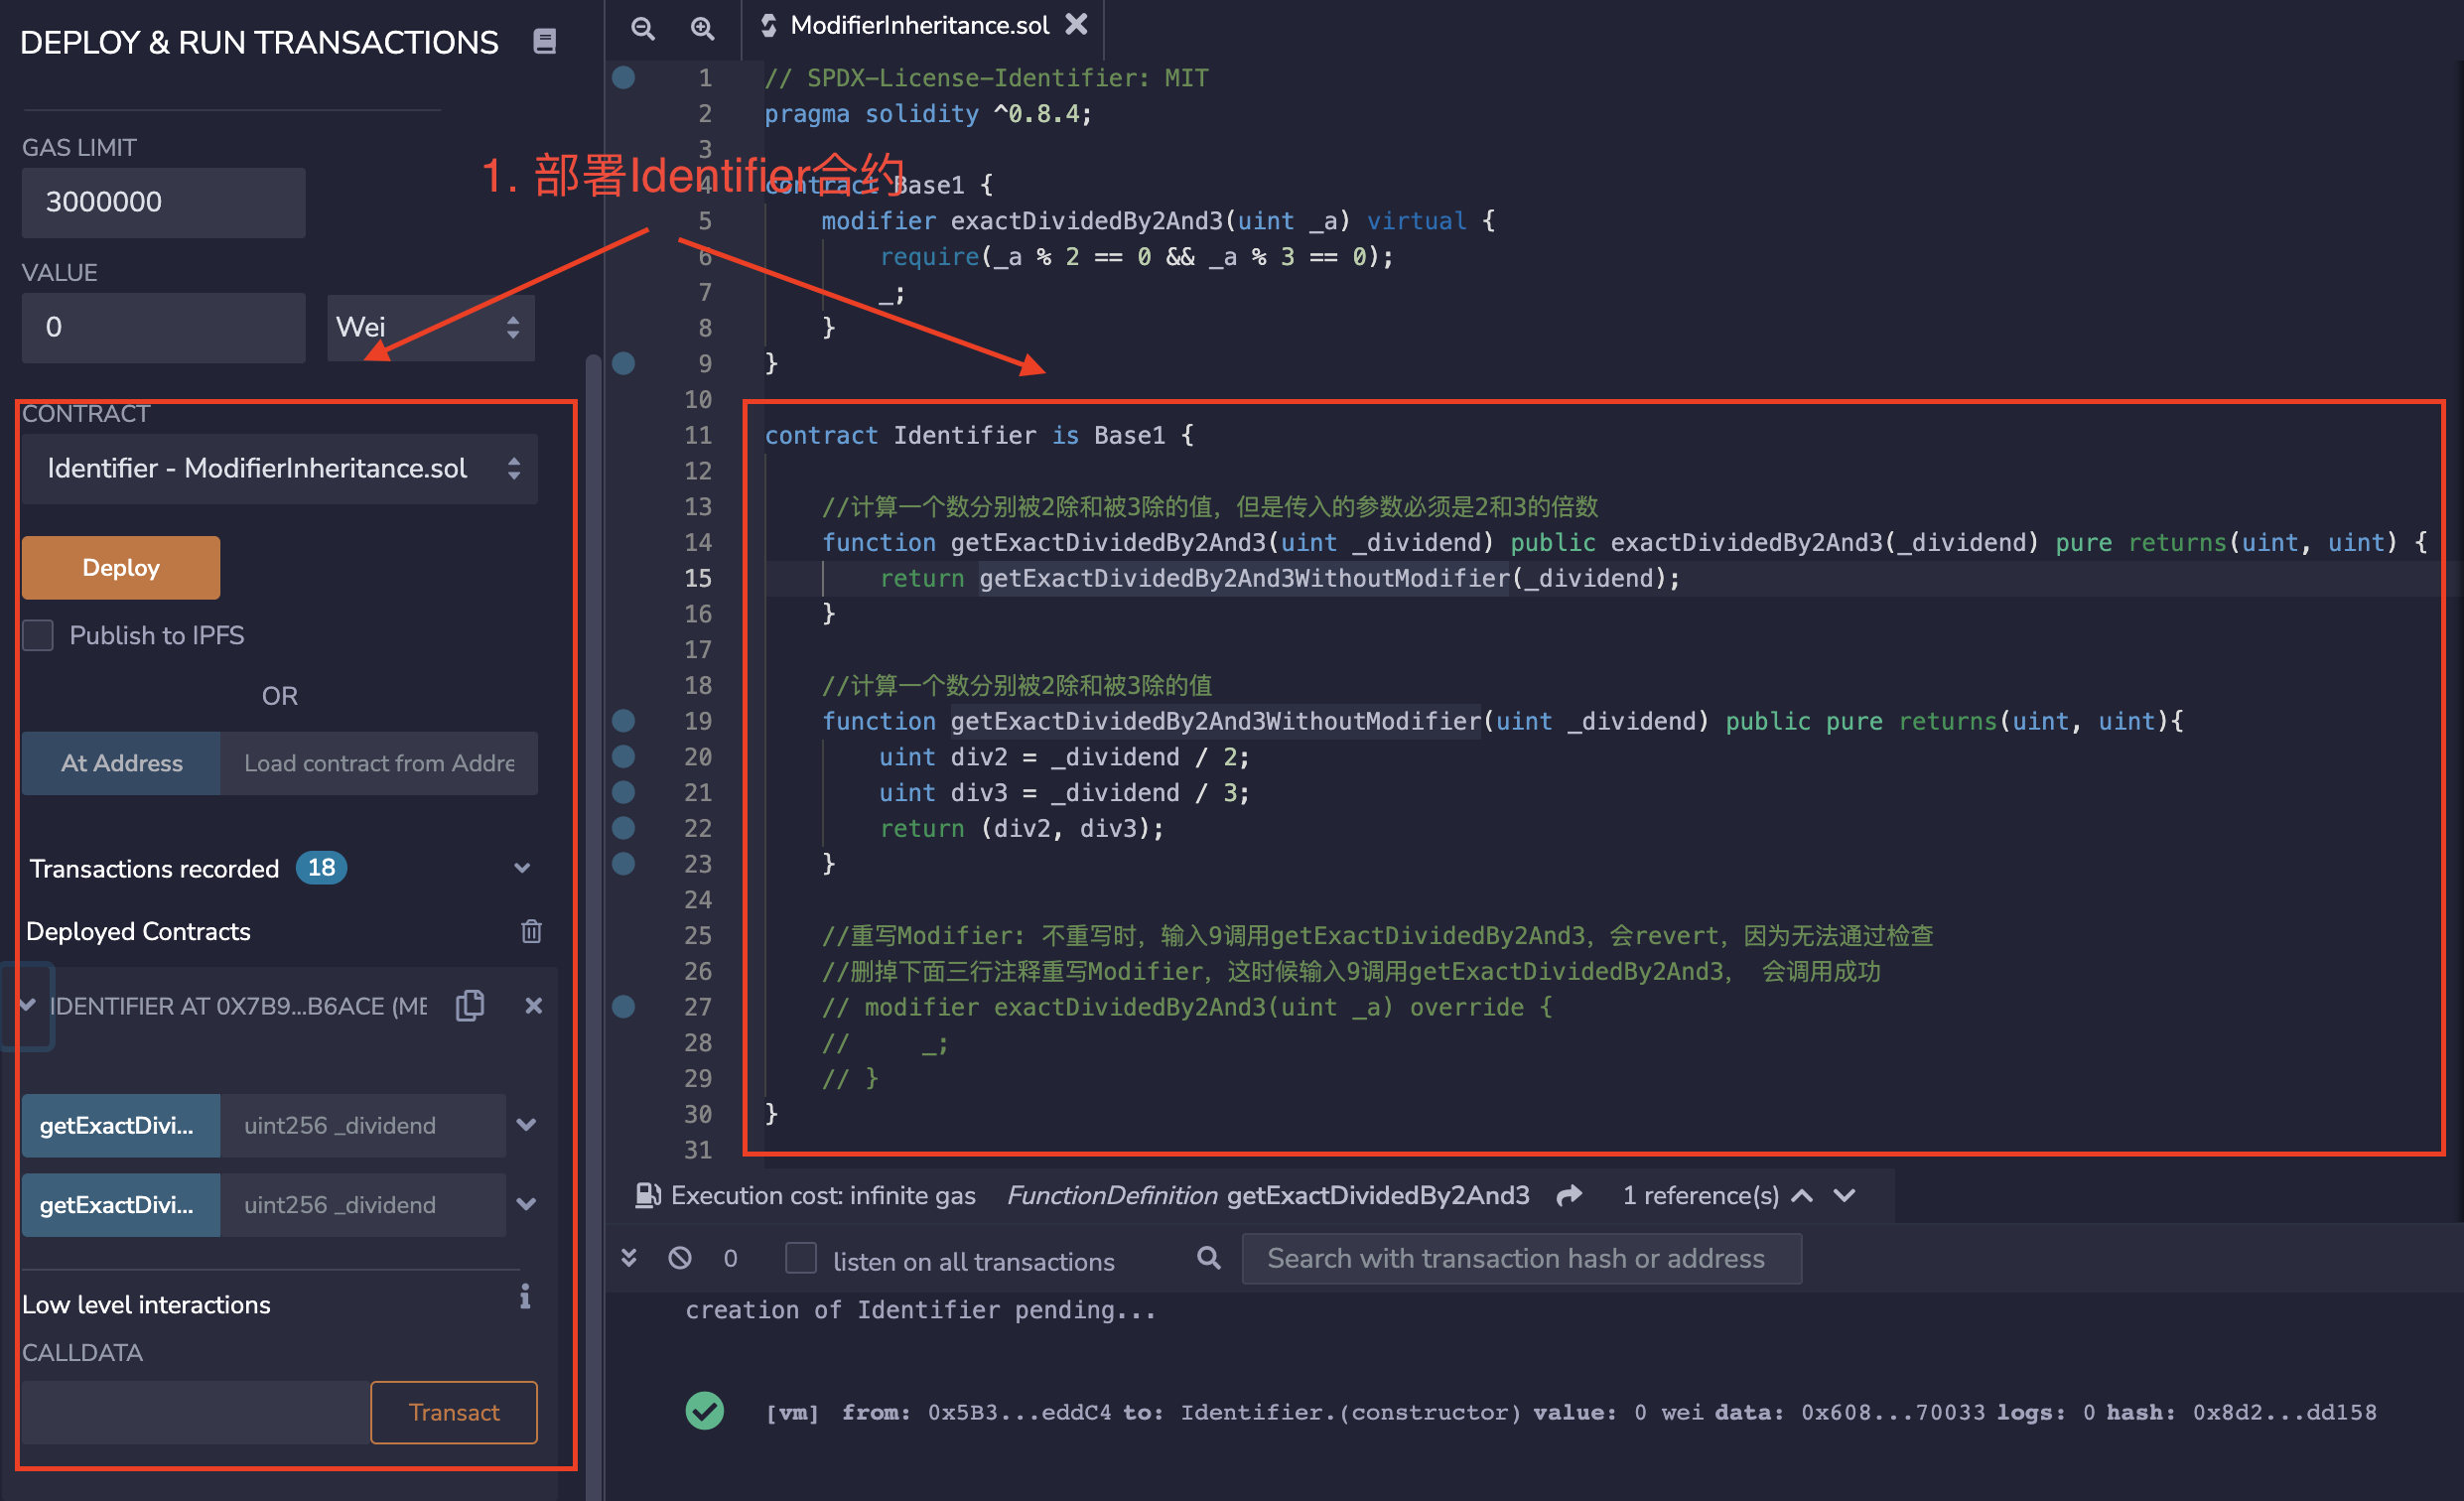 DEPLOY & RUN TRANSACTIONS
GAS LIMIT
3000000
VALUE
0
Wei
CONTRACT
Identifier - ModifierInheritance.sol
Deploy
Publish to IPFS
OR
At Address
Load contract from Addre
Transactions recorded 18
Deployed Contracts
IDENTIFIER AT 0X7B9...B6ACE (ME
getExactDivi... uint256 _dividend
getExactDivi... uint256 _dividend
Low level interactions
CALLDATA
Transact
ModifierInheritance.sol
1. 部署Identifier合约
1 // SPDX-License-Identifier: MIT
2 pragma solidity ^0.8.4;
3
4 contract Base1 {
5 modifier exactDividedBy2And3(uint _a) virtual {
6 require(_a % 2 == 0 && _a % 3 == 0);
7 _;
8 }
9 }
10
11 contract Identifier is Base1 {
12
13 //计算一个数分别被2除和被3除的值，但是传入的参数必须是2和3的倍数
14 function getExactDividedBy2And3(uint _dividend) public exactDividedBy2And3(_dividend) pure returns(uint, uint) {
15 return getExactDividedBy2And3WithoutModifier(_dividend);
16 }
17
18 //计算一个数分别被2除和被3除的值
19 function getExactDividedBy2And3WithoutModifier(uint _dividend) public pure returns(uint, uint){
20 uint div2 = _dividend / 2;
21 uint div3 = _dividend / 3;
22 return (div2, div3);
23 }
24
25 //重写Modifier: 不重写时，输入9调用getExactDividedBy2And3，会revert，因为无法通过检查
26 //删掉下面三行注释重写Modifier，这时候输入9调用getExactDividedBy2And3， 会调用成功
27 // modifier exactDividedBy2And3(uint _a) override {
28 // _;
29 // }
30 }
31
Execution cost: infinite gas FunctionDefinition getExactDividedBy2And3 1 reference(s)
0 listen on all transactions Search with transaction hash or address
creation of Identifier pending...
[vm] from: 0x5B3...eddC4 to: Identifier.(constructor) value: 0 wei data: 0x608...70033 logs: 0 hash: 0x8d2...dd158